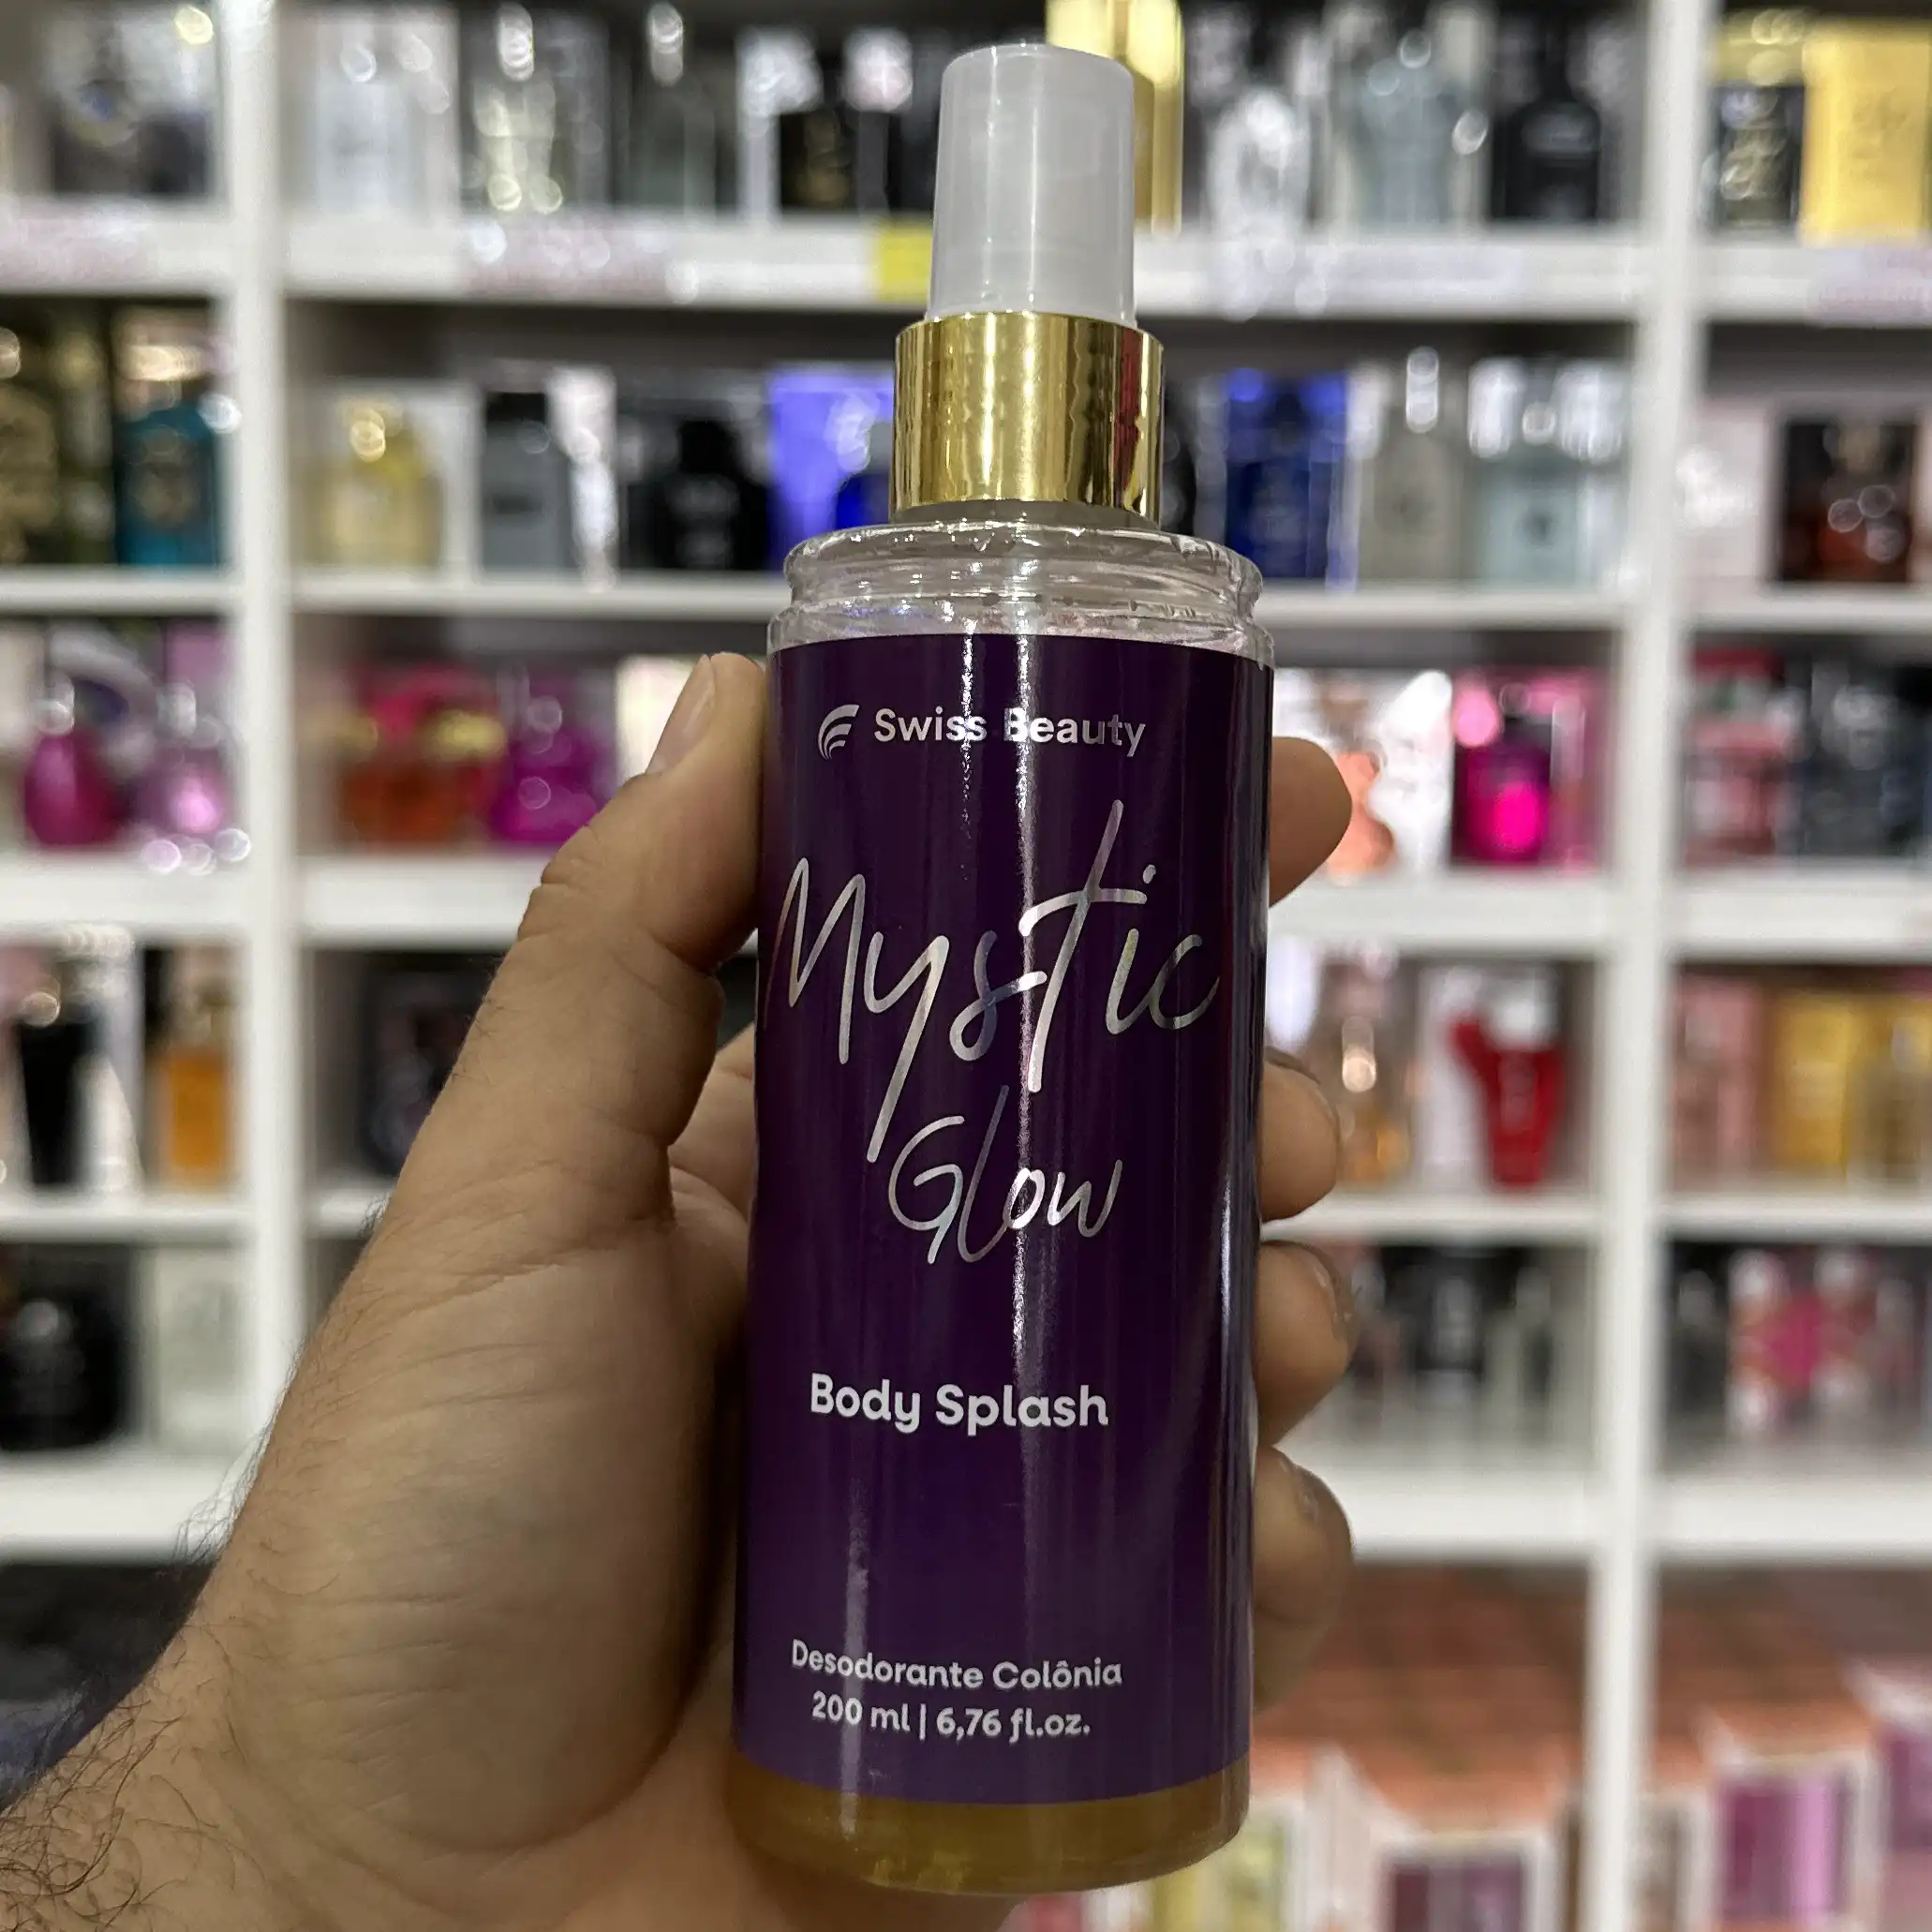 Swiss Beauty
Mystic
Glow
Body Splash
Desodorante Colônia
200 ml | 6,76 fl.oz.